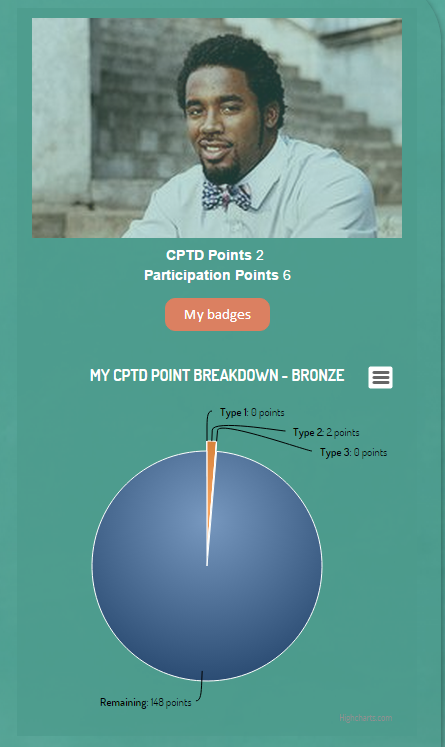 CPTD Points 2
Participation Points 6
My badges
MY CPTD POINT BREAKDOWN - BRONZE
Type 1: 0 points
Type 2: 2 points
Type 3: 0 points
Remaining: 148 points
Highcharts.com